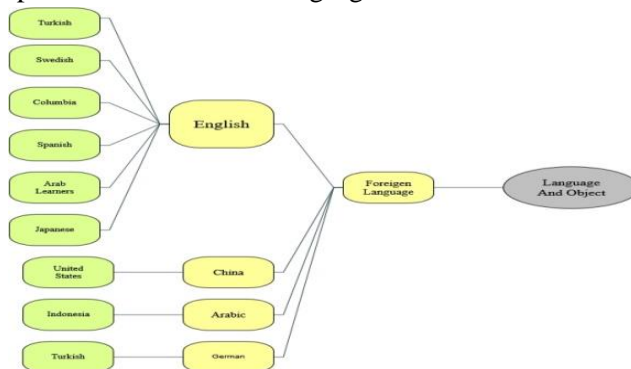 Turkish
Swedish
Columbia
Spanish
Arab
Learners
Japanese
English
Foreigen
Language
Language
And Object
United
States
China
Indonesia
Arabic
Turkish
German